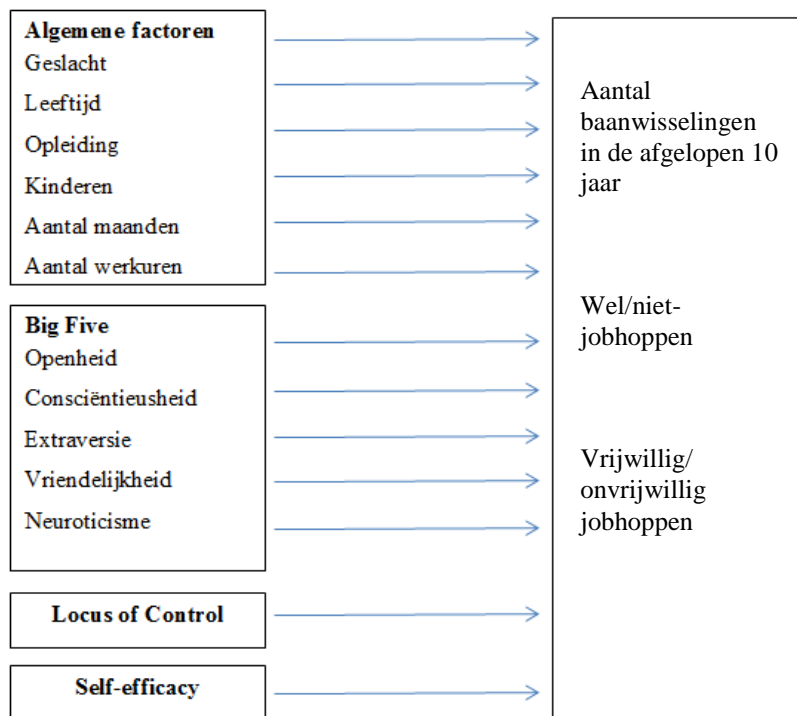 Algemene factoren
Geslacht
Leeftijd
Opleiding
Kinderen
Aantal maanden
Aantal werkuren
Big Five
Openheid
Consciëntieusheid
Extraversie
Vriendelijkheid
Neuroticisme
Locus of Control
Self-efficacy
Aantal
baanwisselingen
in de afgelopen 10
jaar
Wel/niet-
jobhoppen
Vrijwillig/
onvrijwillig
jobhoppen